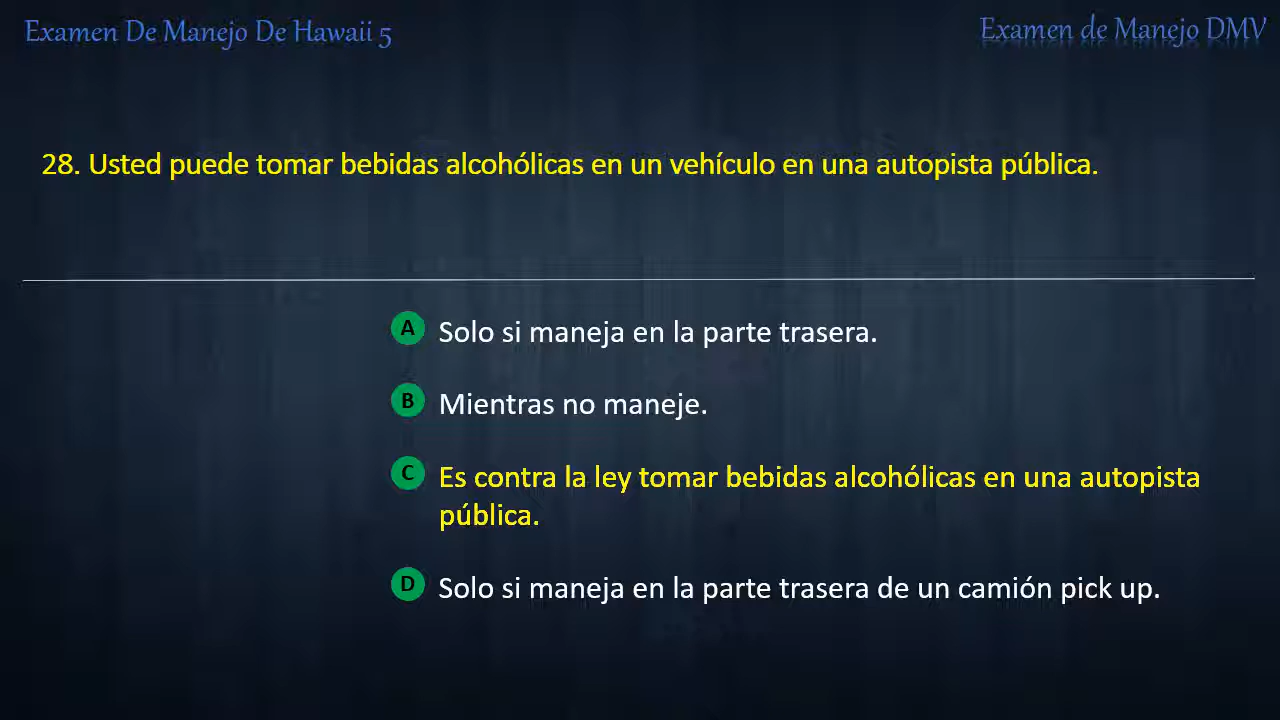 Examen De Manejo De Hawaii 5
Examen de Manejo DMV
28. Usted puede tomar bebidas alcohólicas en un vehículo en una autopista pública.
A Solo si maneja en la parte trasera.
B Mientras no maneje.
C Es contra la ley tomar bebidas alcohólicas en una autopista
pública.
D Solo si maneja en la parte trasera de un camión pick up.